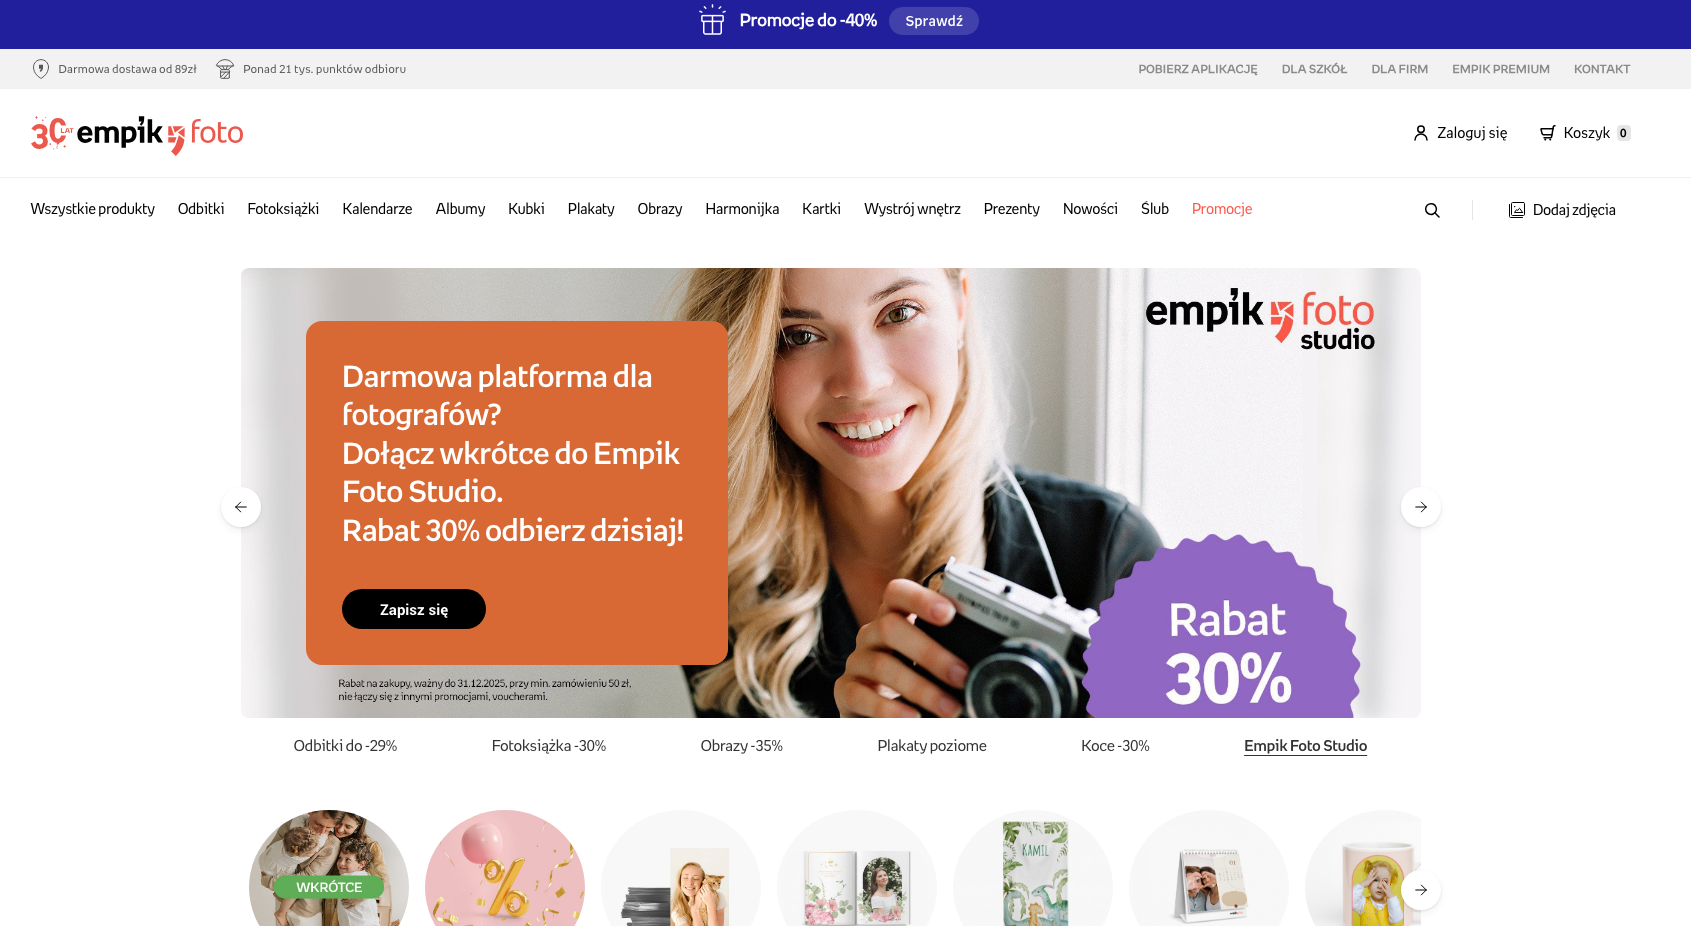 Promocje do -40%
Sprawdź
Darmowa dostawa od 89zł
Ponad 21 tys. punktów odbioru
POBIERZ APLIKACJĘ
DLA SZKÓŁ
DLA FIRM
EMPIK PREMIUM
KONTAKT
30 LAT empik foto
Zaloguj się
Koszyk 0
Wszystkie produkty
Odbitki
Fotoksiążki
Kalendarze
Albumy
Kubki
Plakaty
Obrazy
Harmonijka
Kartki
Wystrój wnętrz
Prezenty
Nowości
Ślub
Promocje
Dodaj zdjęcia
empik foto
studio
Darmowa platforma dla
fotografów?
Dołącz wkrótce do Empik
Foto Studio.
Rabat 30% odbierz dzisiaj!
Zapisz się
Rabat na zakupy, ważny do 31.12.2025, przy min. zamówieniu 50 zł,
nie łączy się z innymi promocjami, voucherami.
Rabat
30%
Odbitki do -29%
Fotoksiążka -30%
Obrazy -35%
Plakaty poziome
Koce -30%
Empik Foto Studio
WKRÓTCE
%
KAMIL